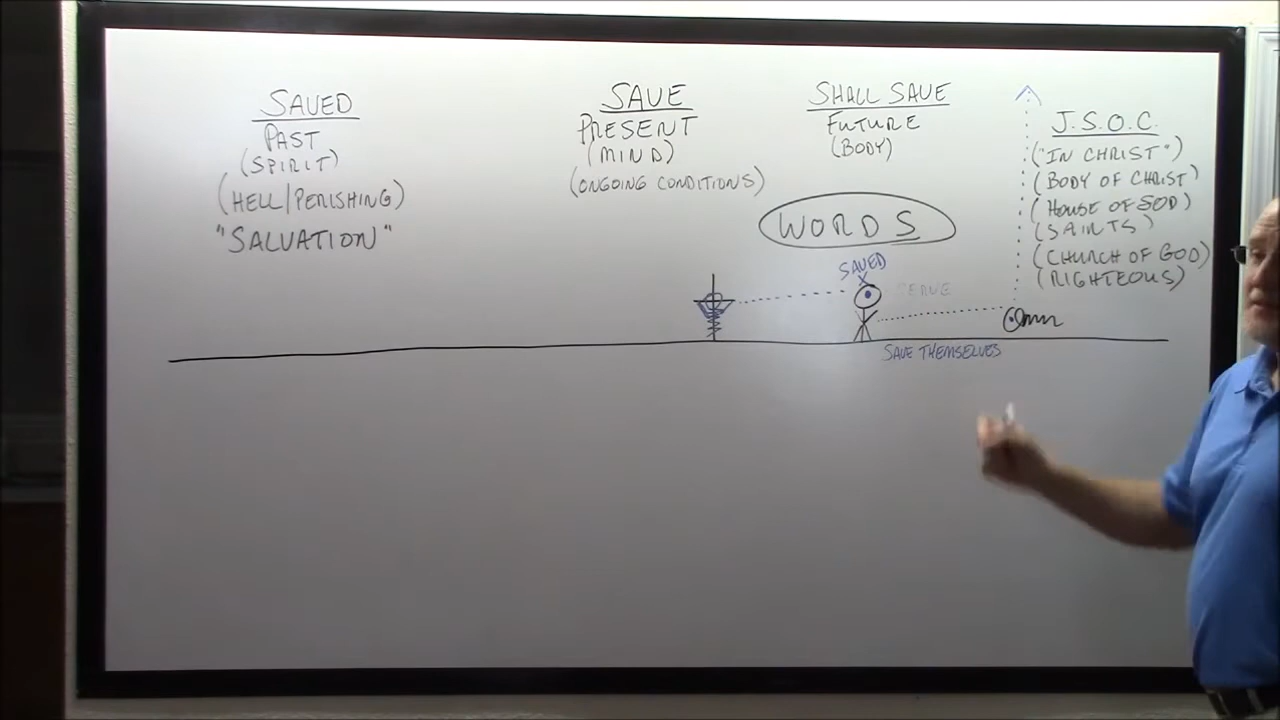 SAVED
PAST
(SPIRIT)
(HELL/PERISHING)
"SALVATION"
SAVE
PRESENT
(MIND)
(ONGOING CONDITIONS)
SHALL SAVE
FUTURE
(BODY)
WORDS
J.S.O.C.
("IN CHRIST")
(BODY OF CHRIST)
(HOUSE OF GOD)
(SAINTS)
(CHURCH OF GOD)
(RIGHTEOUS)
SAVED
SERVE
SAVE THEMSELVES